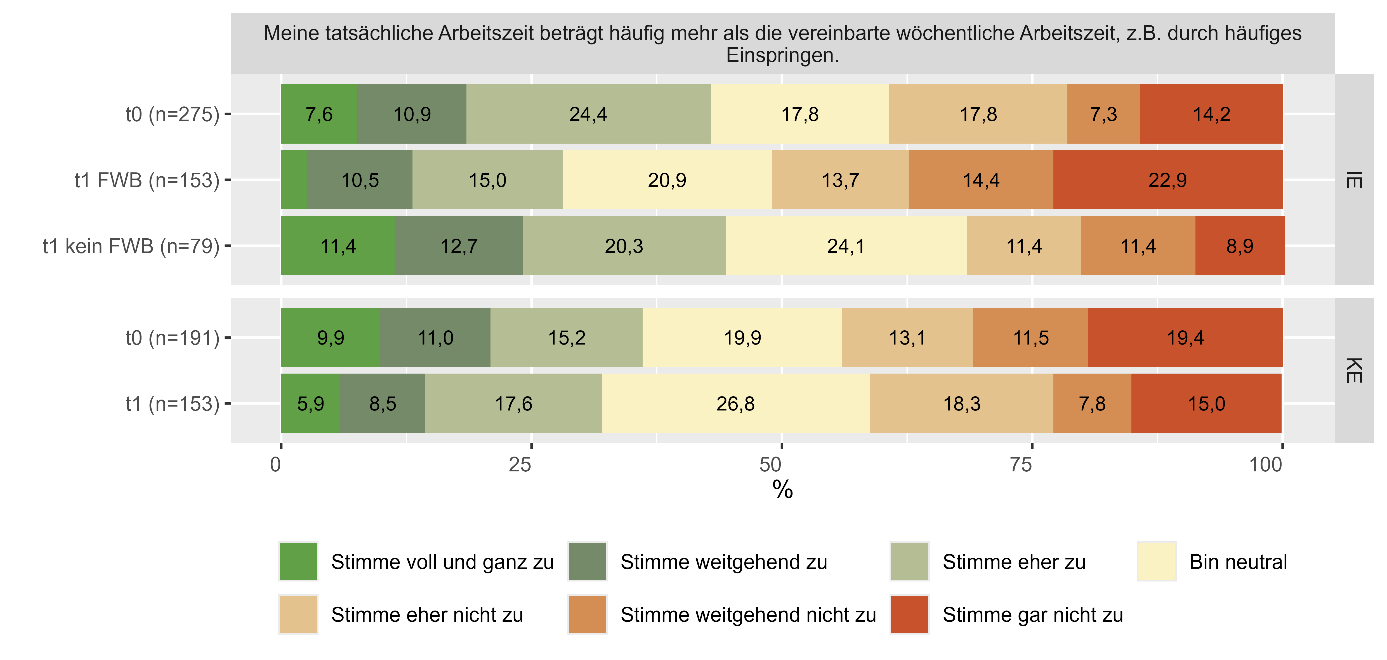 Meine tatsächliche Arbeitszeit beträgt häufig mehr als die vereinbarte wöchentliche Arbeitszeit, z.B. durch häufiges
Einspringen.
t0 (n=275) 7,6 10,9 24,4 17,8 17,8 7,3 14,2
t1 FWB (n=153) 10,5 15,0 20,9 13,7 14,4 22,9
t1 kein FWB (n=79) 11,4 12,7 20,3 24,1 11,4 11,4 8,9
IE
t0 (n=191) 9,9 11,0 15,2 19,9 13,1 11,5 19,4
t1 (n=153) 5,9 8,5 17,6 26,8 18,3 7,8 15,0
KE
0 25 50 75 100
%
Stimme voll und ganz zu Stimme weitgehend zu Stimme eher zu Bin neutral
Stimme eher nicht zu Stimme weitgehend nicht zu Stimme gar nicht zu